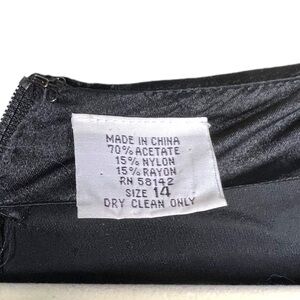 MADE IN CHINA
70% ACETATE
15% NYLON
15% RAYON
RN 58142
SIZE 14
DRY CLEAN ONLY